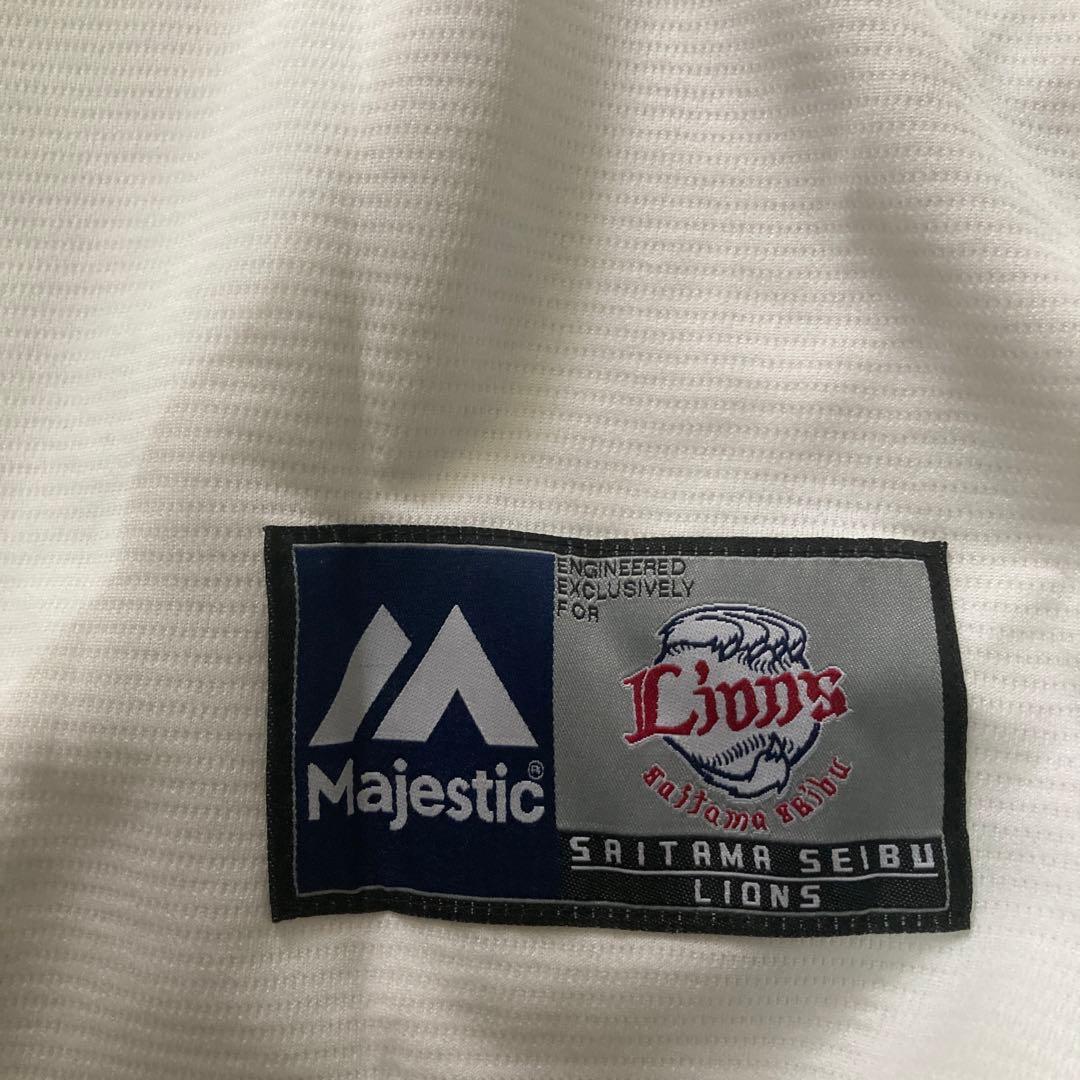 Majestic®
ENGINEERED
EXCLUSIVELY
FOR
Lions
Saitama Seibu
SAITAMA SEIBU
LIONS